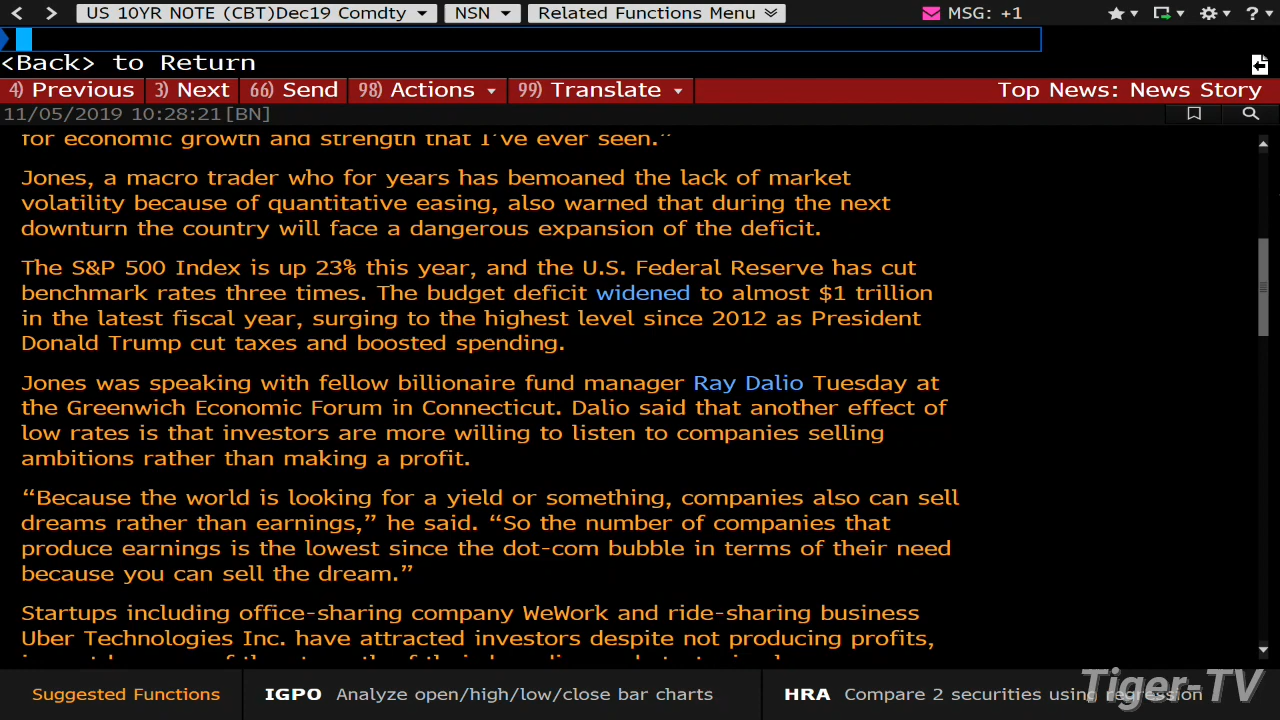 US 10YR NOTE (CBT)Dec19 Comdty NSN Related Functions Menu MSG: +1 ?
<Back> to Return
4) Previous 3) Next 66) Send 98) Actions 99) Translate Top News: News Story
11/05/2019 10:28:21[BN]
for economic growth and strength that I've ever seen.”
Jones, a macro trader who for years has bemoaned the lack of market
volatility because of quantitative easing, also warned that during the next
downturn the country will face a dangerous expansion of the deficit.
The S&P 500 Index is up 23% this year, and the U.S. Federal Reserve has cut
benchmark rates three times. The budget deficit widened to almost $1 trillion
in the latest fiscal year, surging to the highest level since 2012 as President
Donald Trump cut taxes and boosted spending.
Jones was speaking with fellow billionaire fund manager Ray Dalio Tuesday at
the Greenwich Economic Forum in Connecticut. Dalio said that another effect of
low rates is that investors are more willing to listen to companies selling
ambitions rather than making a profit.
“Because the world is looking for a yield or something, companies also can sell
dreams rather than earnings,” he said. “So the number of companies that
produce earnings is the lowest since the dot-com bubble in terms of their need
because you can sell the dream.”
Startups including office-sharing company WeWork and ride-sharing business
Uber Technologies Inc. have attracted investors despite not producing profits,
Suggested Functions IGPO Analyze open/high/low/close bar charts HRA Compare 2 securities using regression
Tiger-TV